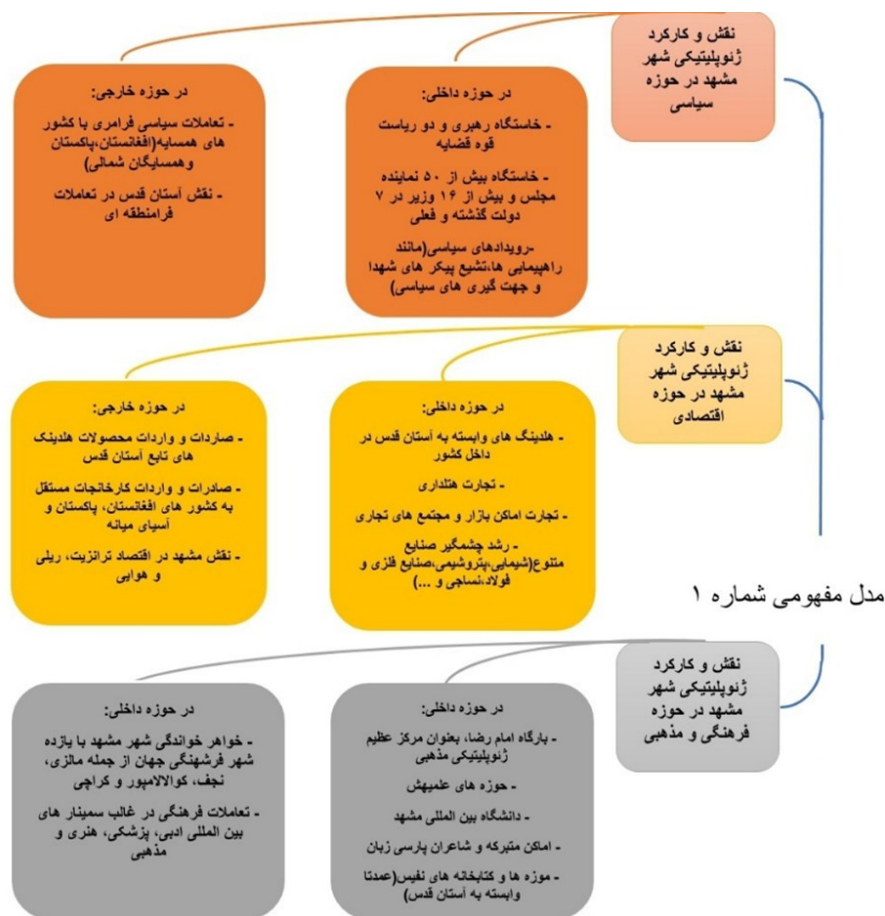 نقش و کارکرد
ژئوپلیتیکی شهر
مشهد در حوزه
سیاسی
در حوزه داخلی:
- خاستگاه رهبری و دو ریاست
قوه قضایه
- خاستگاه بیش از ۵۰ نماینده
مجلس و بیش از ۱۶ وزیر در ۷
دولت گذشته و فعلی
-رویدادهای سیاسی(مانند
راهپیمایی ها،تشیع پیکر های شهدا
و جهت گیری های سیاسی)
در حوزه خارجی:
- تعاملات سیاسی فرامری با کشور
های همسایه(افغانستان،پاکستان
وهمسایگان شمالی)
- نقش آستان قدس در تعاملات
فرامنطقه ای
نقش و کارکرد
ژئوپلیتیکی شهر
مشهد در حوزه
اقتصادی
در حوزه داخلی:
- هلدینگ های وابسته به آستان قدس در
داخل کشور
- تجارت هتلداری
- تجارت اماکن بازار و مجتمع های تجاری
- رشد چشمگیر صنایع
متنوع(شیمایی،پتروشیمی،صنایع فلزی و
فولاد،نساجی و ...)
در حوزه خارجی:
- صاردات و واردات محصولات هلدینک
های تابع آستان قدس
- صادرات و واردات کارخانجات مستقل
به کشور های افغانستان، پاکستان و
آسیای میانه
- نقش مشهد در اقتصاد ترانزیت، ریلی
و هوایی
مدل مفهومی شماره ۱
نقش و کارکرد
ژئوپلیتیکی شهر
مشهد در حوزه
فرهنگی و مذهبی
در حوزه داخلی:
- بارگاه امام رضا، بعنوان مرکز عظیم
ژئوپلیتیکی مذهبی
- حوزه های علمیهش
- دانشگاه بین المللی مشهد
- اماکن متبرکه و شاعران پارسی زبان
- موزه ها و کتابخانه های نفیس(عمدتا
وابسته به آستان قدس)
در حوزه داخلی:
- خواهر خواندگی شهر مشهد با یازده
شهر فرشهنگی جهان از جمله مالزی،
نجف، کوالالامپور و کراچی
- تعاملات فرهنگی در غالب سمینار های
بین المللی ادبی، پزشکی، هنری و
مذهبی